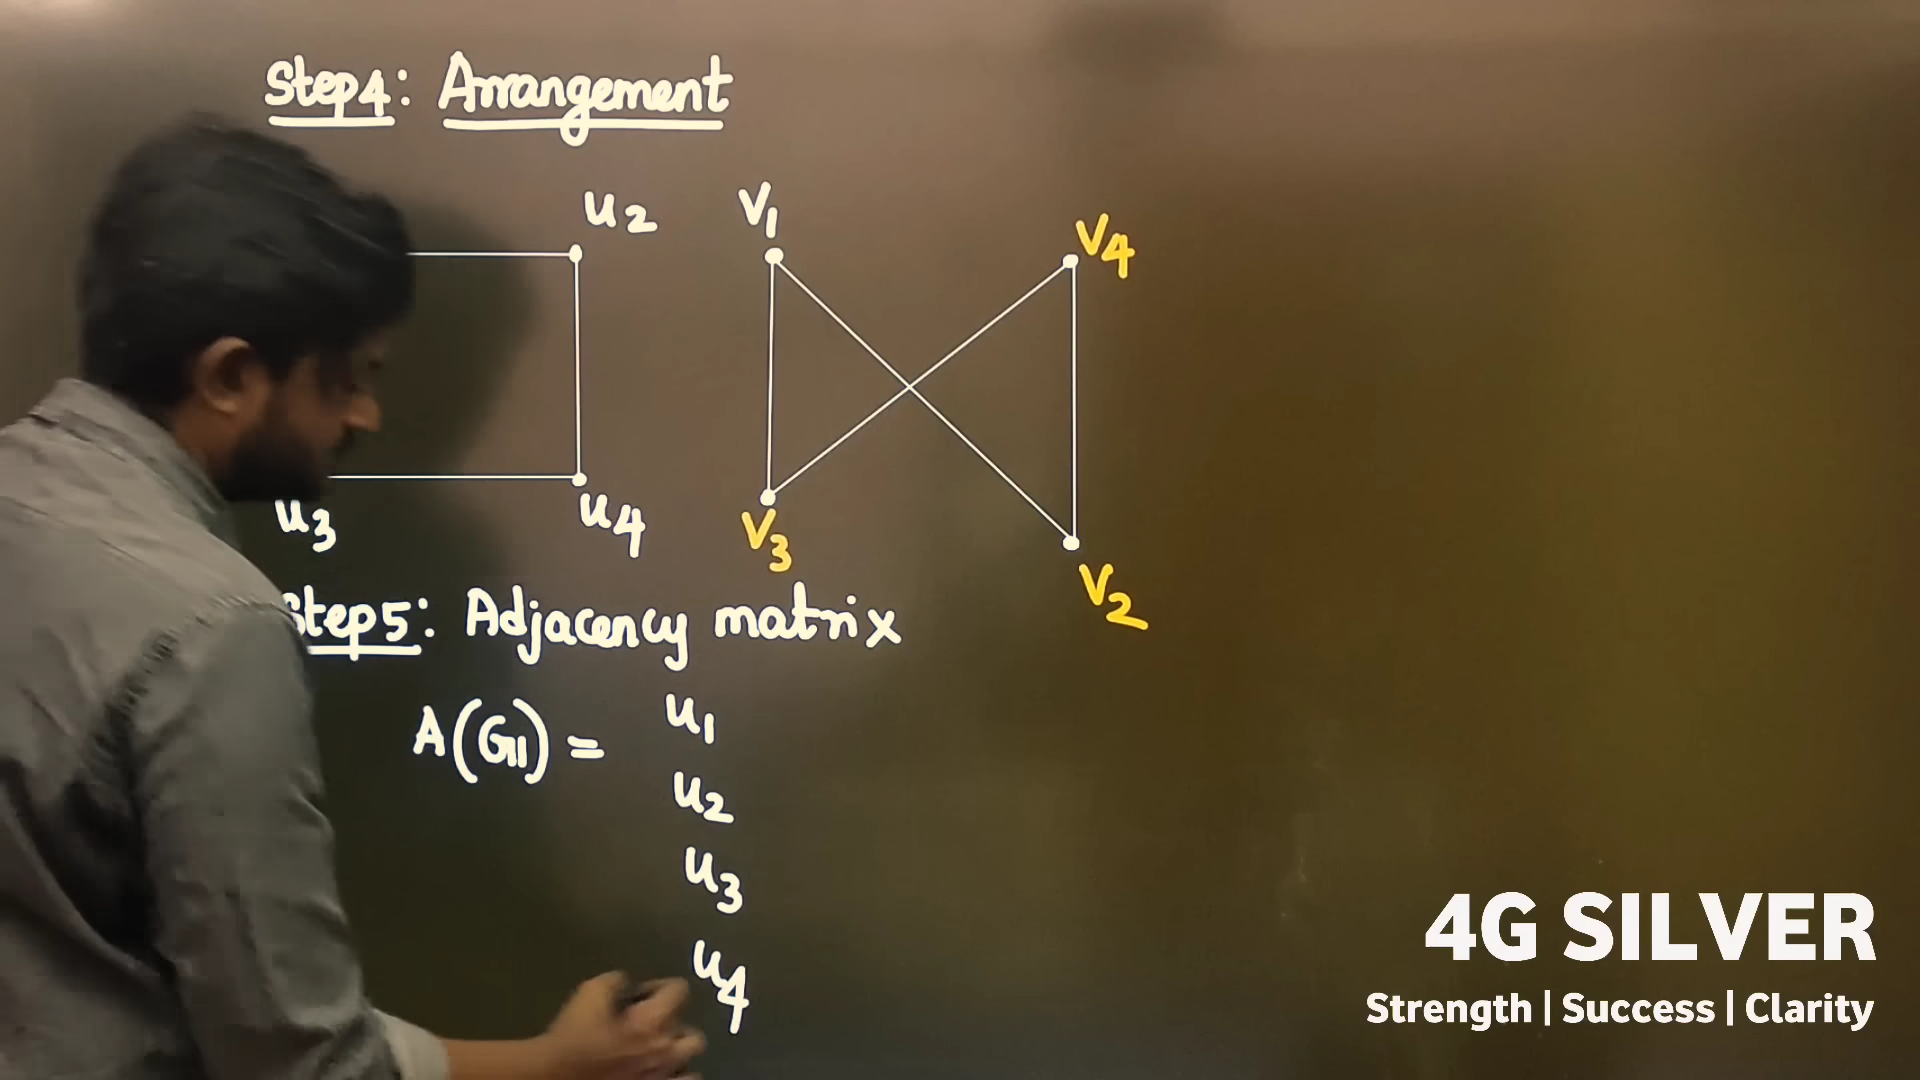 Step4: Arrangement
u2 V1 V4
u3 u4 V3 V2
Step5: Adjacency matrix
A(G11) = u1
u2
u3
u4
4G SILVER
Strength | Success | Clarity